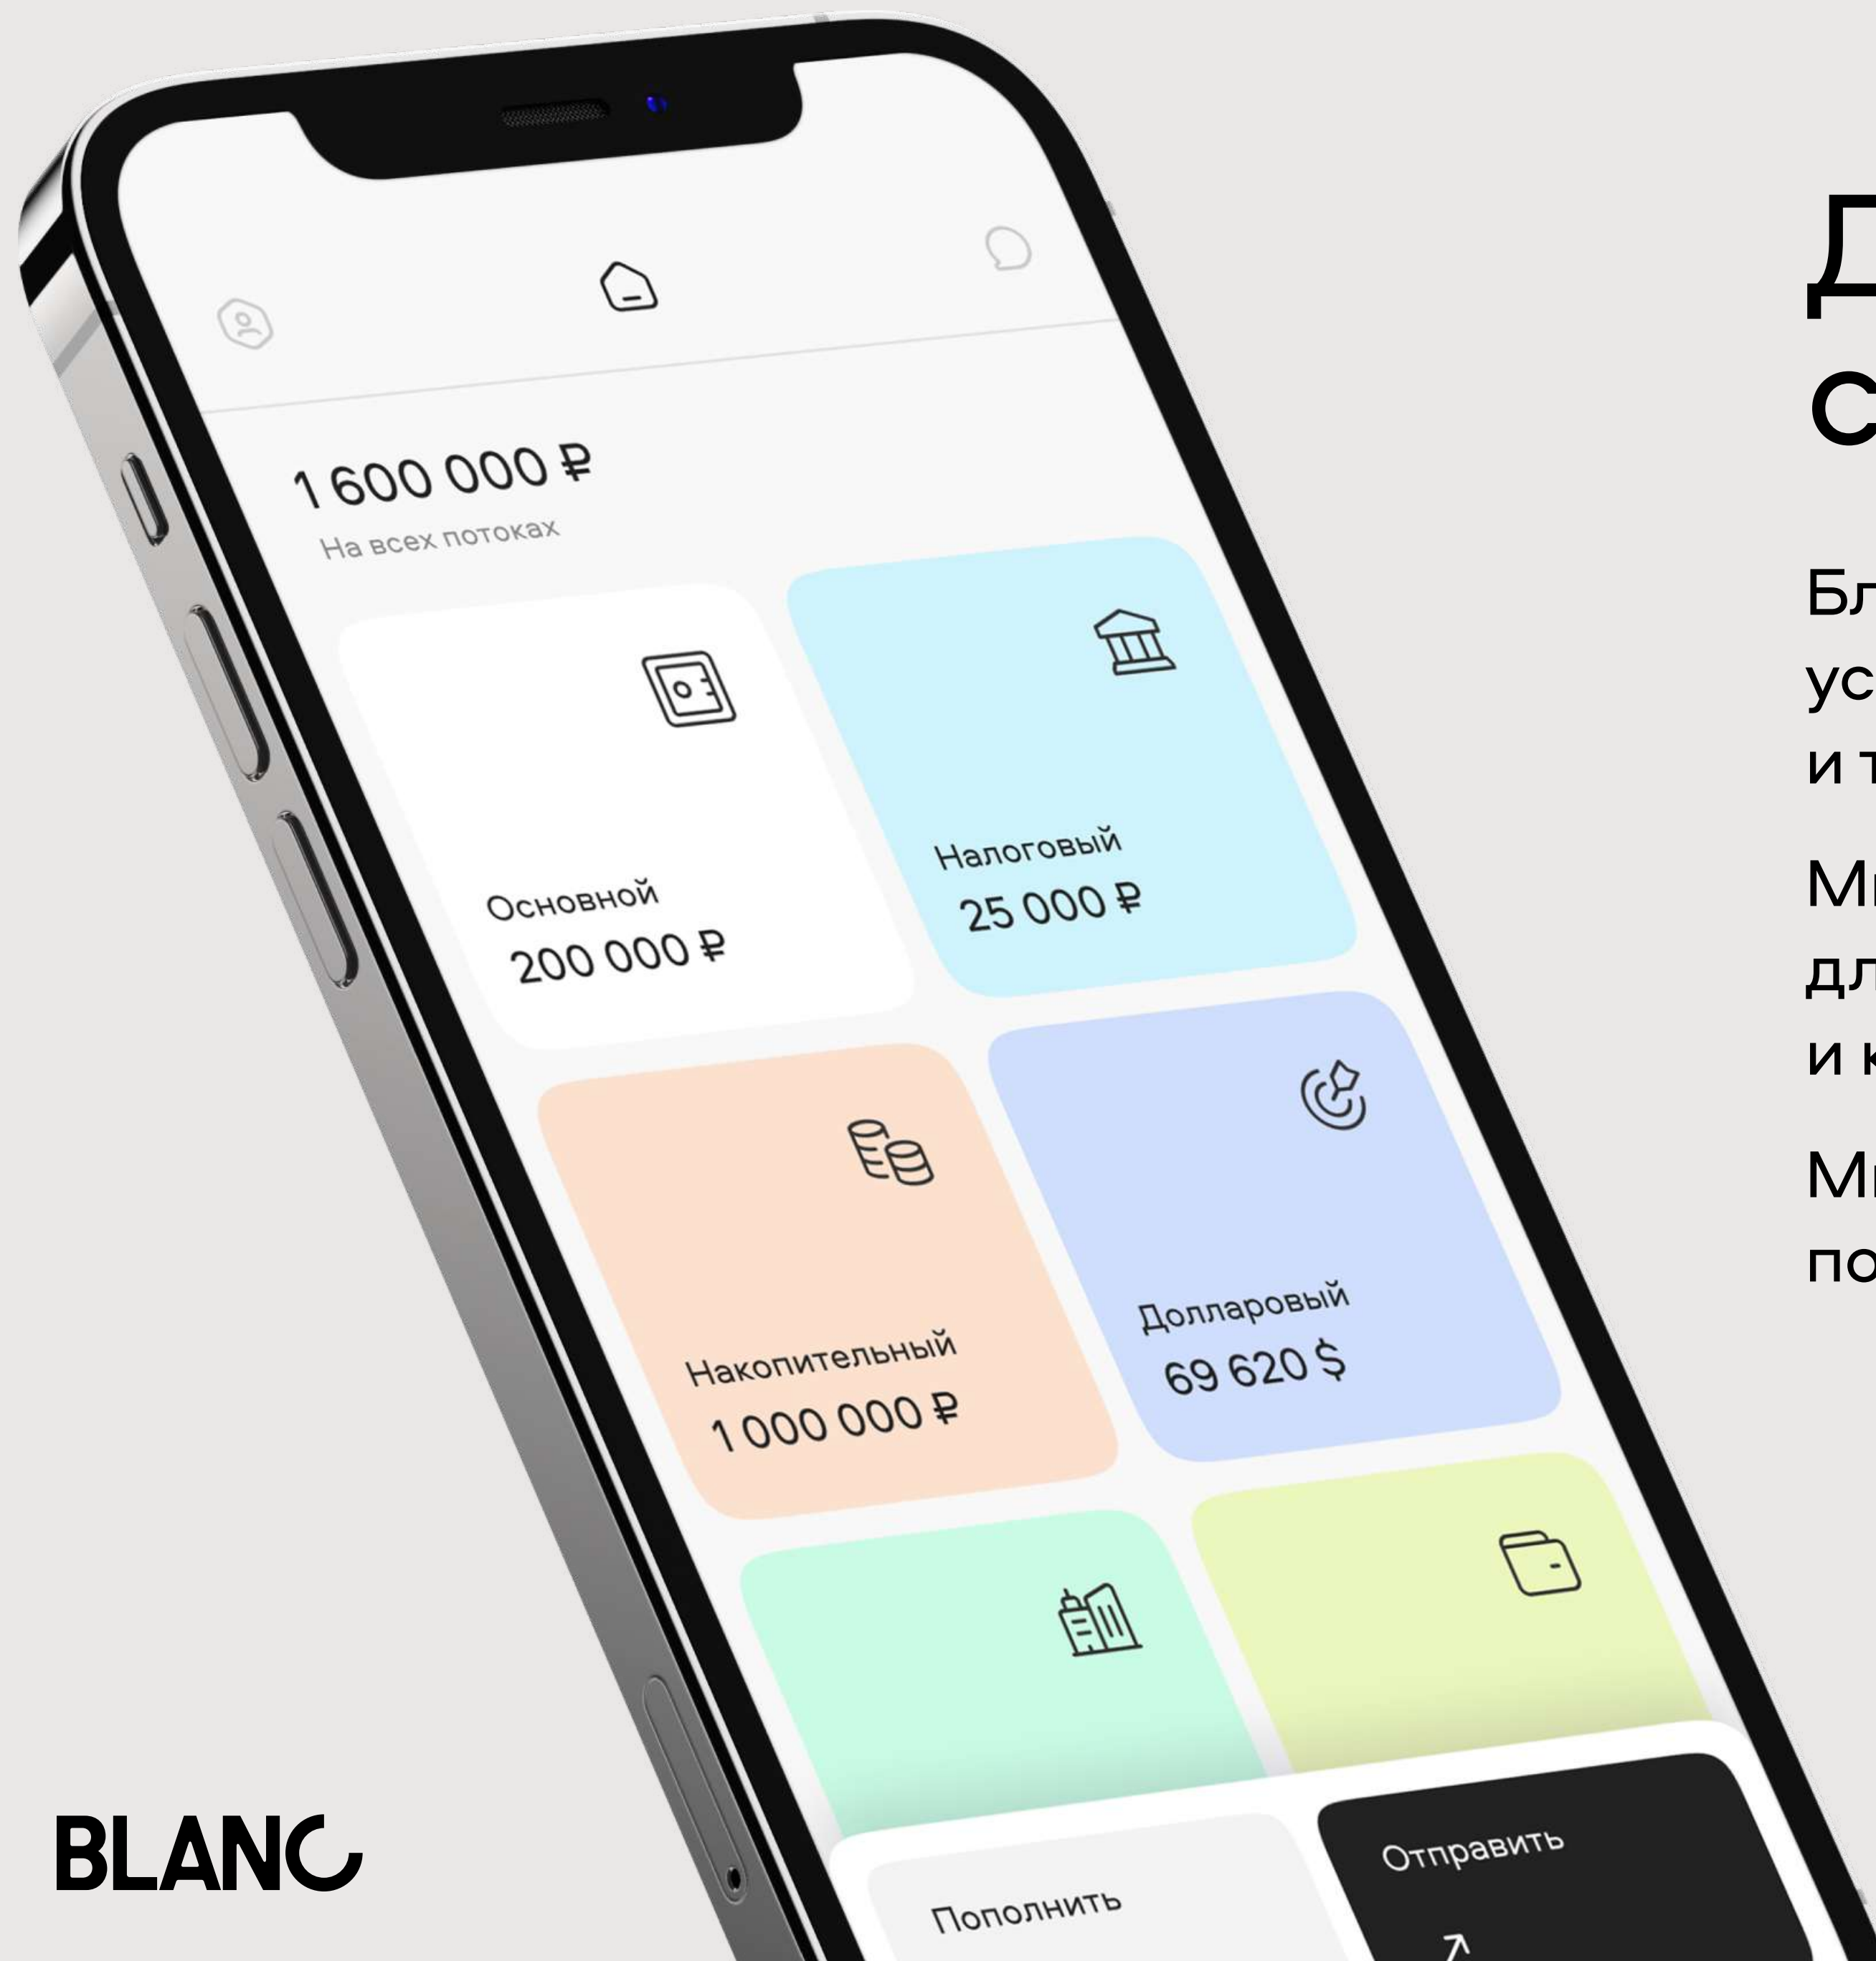 1 600 000 ₽
На всех потоках
Основной
200 000 ₽
Налоговый
25 000 ₽
Накопительный
1 000 000 ₽
Долларовый
69 620 $
Пополнить
Отправить
BLANC